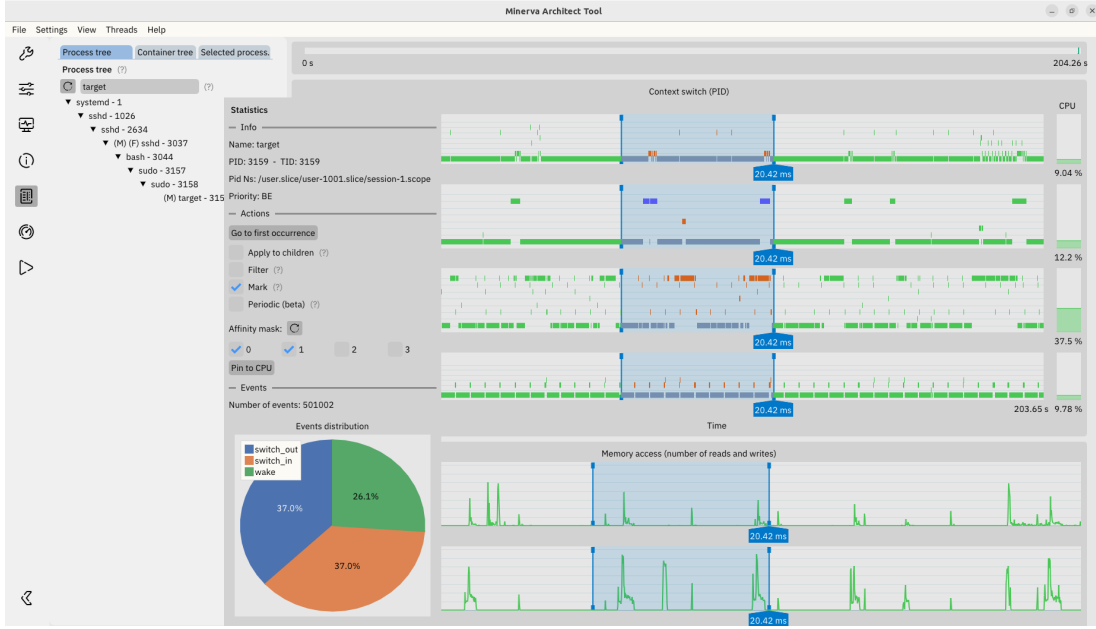 Minerva Architect Tool
File Settings View Threads Help
Process tree Container tree Selected process.
Process tree (?)
target (?)
systemd - 1
sshd - 1026
sshd - 2634
(M) (F) sshd - 3037
bash - 3044
sudo - 3157
sudo - 3158
(M) target - 315
Statistics
Info
Name: target
PID: 3159 - TID: 3159
Pid Ns: /user.slice/user-1001.slice/session-1.scope
Priority: BE
Actions
Go to first occurrence
Apply to children (?)
Filter (?)
Mark (?)
Periodic (beta) (?)
Affinity mask:
0 1 2 3
Pin to CPU
Events
Number of events: 501002
Events distribution
switch_out
switch_in
wake
26.1%
37.0%
37.0%
0 s 204.26 s
Context switch (PID)
CPU
20.42 ms 9.04 %
20.42 ms 12.2 %
20.42 ms 37.5 %
20.42 ms 203.65 s 9.78 %
Time
Memory access (number of reads and writes)
20.42 ms
20.42 ms